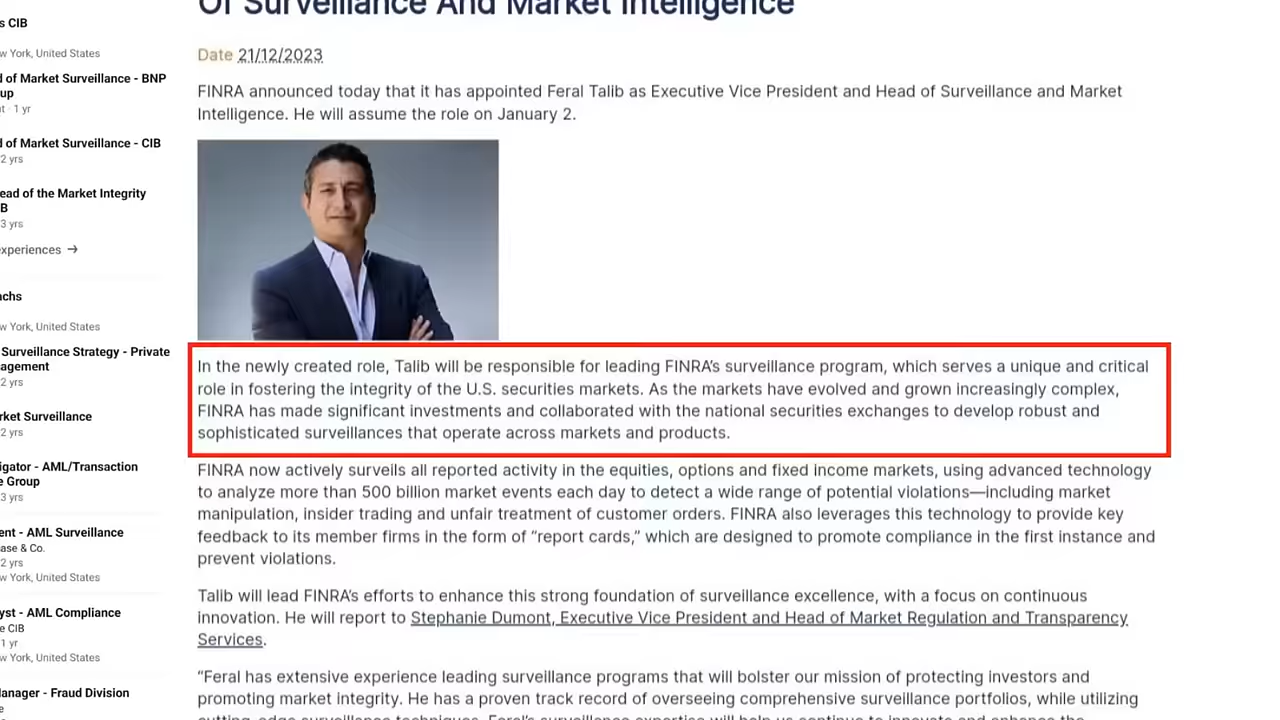 Of Surveillance And Market Intelligence
Date 21/12/2023
FINRA announced today that it has appointed Feral Talib as Executive Vice President and Head of Surveillance and Market
Intelligence. He will assume the role on January 2.
In the newly created role, Talib will be responsible for leading FINRA’s surveillance program, which serves a unique and critical
role in fostering the integrity of the U.S. securities markets. As the markets have evolved and grown increasingly complex,
FINRA has made significant investments and collaborated with the national securities exchanges to develop robust and
sophisticated surveillances that operate across markets and products.
FINRA now actively surveils all reported activity in the equities, options and fixed income markets, using advanced technology
to analyze more than 500 billion market events each day to detect a wide range of potential violations—including market
manipulation, insider trading and unfair treatment of customer orders. FINRA also leverages this technology to provide key
feedback to its member firms in the form of “report cards,” which are designed to promote compliance in the first instance and
prevent violations.
Talib will lead FINRA’s efforts to enhance this strong foundation of surveillance excellence, with a focus on continuous
innovation. He will report to Stephanie Dumont, Executive Vice President and Head of Market Regulation and Transparency
Services.
“Feral has extensive experience leading surveillance programs that will bolster our mission of protecting investors and
promoting market integrity. He has a proven track record of overseeing comprehensive surveillance portfolios, while utilizing
s CIB
w York, United States
d of Market Surveillance - BNP
up
t · 1 yr
d of Market Surveillance - CIB
2 yrs
ead of the Market Integrity
B
3 yrs
xperiences →
chs
w York, United States
Surveillance Strategy - Private
agement
2 yrs
rket Surveillance
2 yrs
igator - AML/Transaction
e Group
3 yrs
ent - AML Surveillance
ase & Co.
2 yrs
w York, United States
yst - AML Compliance
e CIB
1 yr
w York, United States
anager - Fraud Division
e